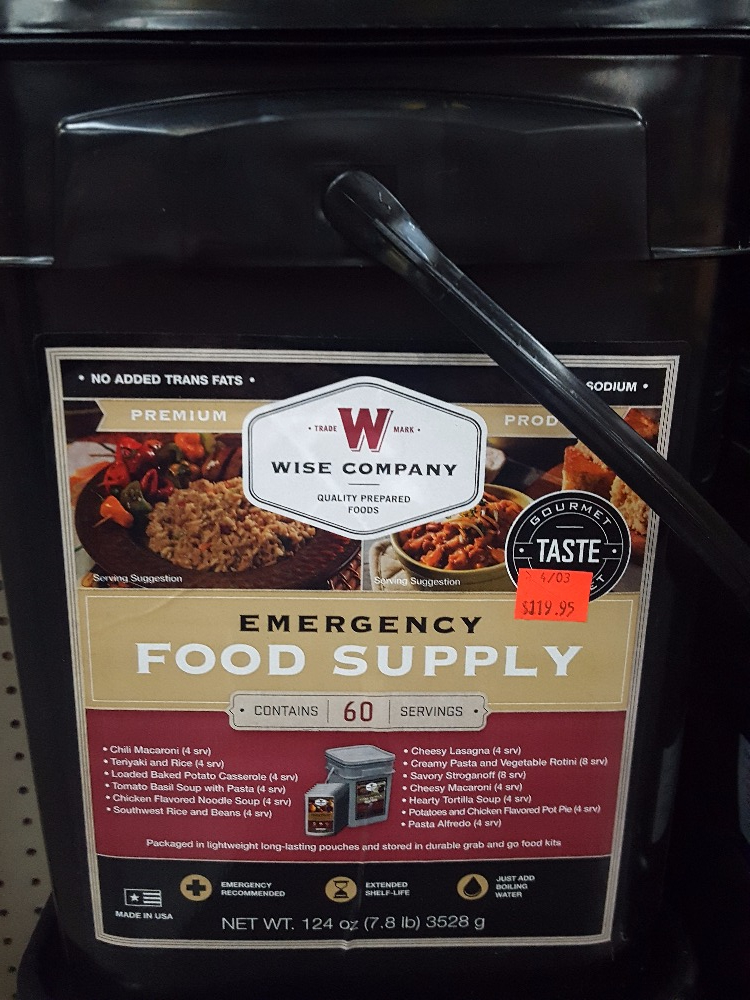 • NO ADDED TRANS FATS •
SODIUM •
PREMIUM
PROD
• TRADE W MARK •
WISE COMPANY
QUALITY PREPARED
FOODS
GOURMET
• TASTE •
Serving Suggestion
Serving Suggestion
4/03
$119.95
EMERGENCY
FOOD SUPPLY
• CONTAINS | 60 | SERVINGS •
• Chili Macaroni (4 srv)
• Teriyaki and Rice (4 srv)
• Loaded Baked Potato Casserole (4 srv)
• Tomato Basil Soup with Pasta (4 srv)
• Chicken Flavored Noodle Soup (4 srv)
• Southwest Rice and Beans (4 srv)
• Cheesy Lasagna (4 srv)
• Creamy Pasta and Vegetable Rotini (8 srv)
• Savory Stroganoff (8 srv)
• Cheesy Macaroni (4 srv)
• Hearty Tortilla Soup (4 srv)
• Potatoes and Chicken Flavored Pot Pie (4 srv)
• Pasta Alfredo (4 srv)
Packaged in lightweight long-lasting pouches and stored in durable grab and go food kits
MADE IN USA
EMERGENCY
RECOMMENDED
EXTENDED
SHELF-LIFE
JUST ADD
BOILING
WATER
NET WT. 124 oz (7.8 lb) 3528 g